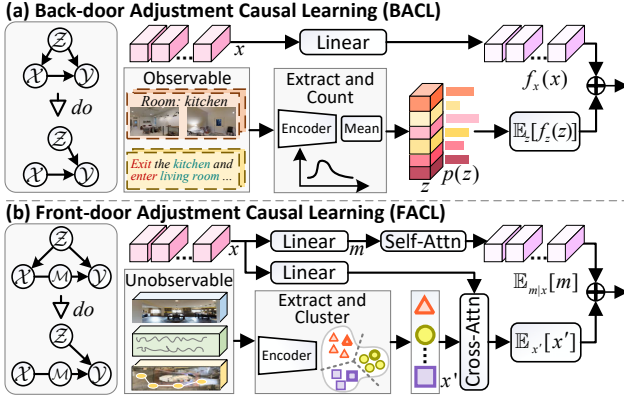 (a) Back-door Adjustment Causal Learning (BACL)
Z
X
Y
do
Z
X
Y
x
Linear
f_x(x)
Observable
Room: kitchen
Exit the kitchen and
enter living room ...
Extract and
Count
Encoder
Mean
z
p(z)
𝔼_z[f_z(z)]
(b) Front-door Adjustment Causal Learning (FACL)
Z
X
M
Y
do
Z
X
M
Y
x
Linear
m
Self-Attn
Linear
𝔼_{m|x}[m]
Unobservable
Extract and
Cluster
Encoder
x'
Cross-Attn
𝔼_{x'}[x']